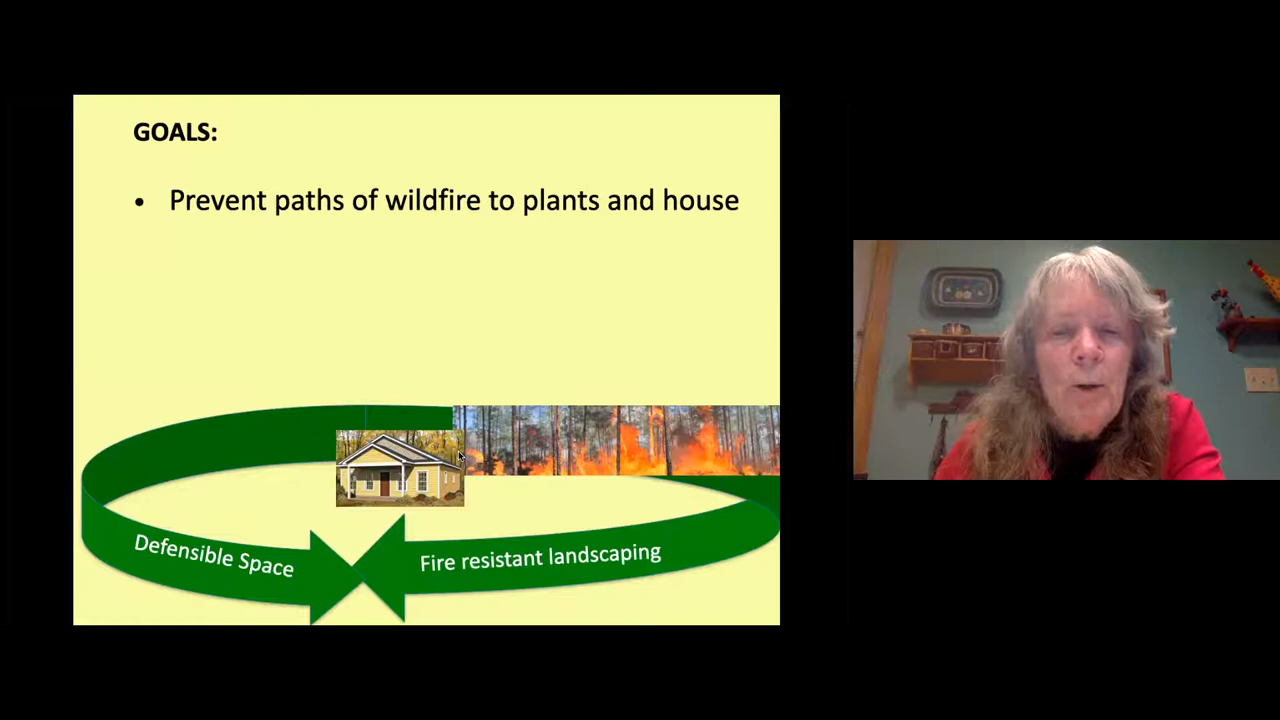 GOALS:
• Prevent paths of wildfire to plants and house
Defensible Space
Fire resistant landscaping